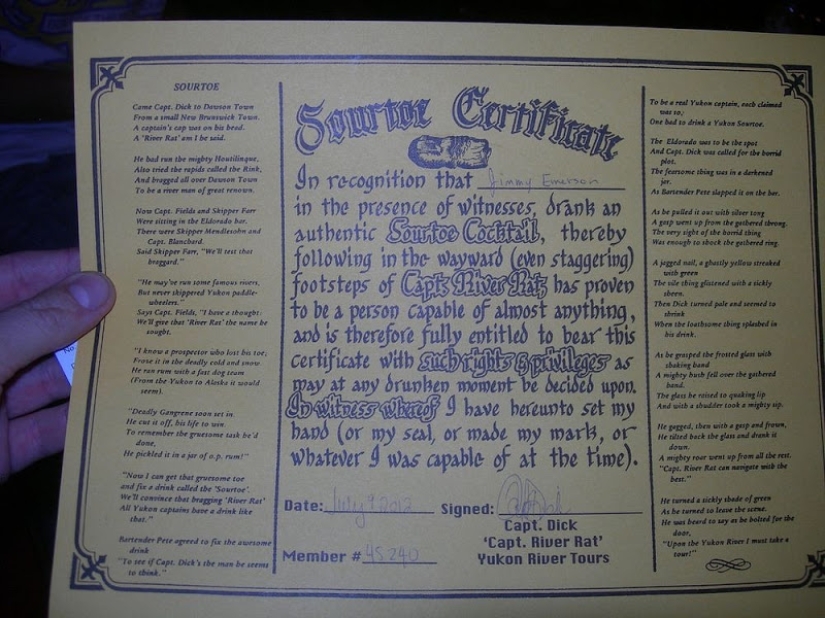 SOURTOE
Came Capt. Dick to Dawson Town
From a small New Brunswick Town.
A captain's cap was on his head.
A 'River Rat' am I he said.
He had run the mighty Houtilinque,
Also tried the rapids called the Rink,
And bragged all over Dawson Town
To be a river man of great renown.
Now Capt. Fields and Skipper Farr
Were sitting in the Eldorado bar.
There were Skipper Mendlesohn and
Capt. Blanchard.
Said Skipper Farr, "We'll test that
braggard."
"He may've run some famous rivers,
But never skippered Yukon paddle-
wheelers."
Says Capt. Fields, "I have a thought:
We'll give that 'River Rat' the name he
sought.
"I know a prospector who lost his toe;
Froze it in the deadly cold and snow
He ran rum with a fast dog team
(From the Yukon to Alaska it would
seem).
"Deadly Gangrene soon set in.
He cut it off, his life to win.
To remember the gruesome task he'd
done,
He pickled it in a jar of o.p. rum!"
"Now I can get that gruesome toe
and fix a drink called the 'Sourtoe'.
We'll convince that bragging 'River Rat'
All Yukon captains have a drink like
that."
Bartender Pete agreed to fix the awesome
drink
"To see if Capt. Dick's the man he seems
to think."
Sourtoe Certificate
In recognition that Jimmy Emerson
in the presence of witnesses, drank an
authentic Sourtoe Cocktail, thereby
following in the wayward (even staggering)
footsteps of Capt. River Rat, has proven
to be a person capable of almost anything,
and is therefore fully entitled to bear this
certificate with such rights & privileges as
may at any drunken moment be decided upon.
In witness whereof I have hereunto set my
hand (or my seal, or made my mark, or
whatever I was capable of at the time).
Date: July 9 2012 Signed:
Capt. Dick
'Capt. River Rat'
Member # 45 240 Yukon River Tours
To be a real Yukon captain, each claimed
was so;
One had to drink a Yukon Sourtoe.
The Eldorado was to be the spot
And Capt. Dick was called for the horrid
plot.
The fearsome thing was in a darkened
jar.
As Bartender Pete slapped it on the bar.
As he pulled it out with silver tong
A gasp went up from the gathered throng.
The very sight of the horrid thing
Was enough to shock the gathered ring.
A jagged nail, a ghostly yellow streaked
with green
The vile thing glistened with a sickly
sheen.
Then Dick turned pale and seemed to
shrink
When the loathsome thing splashed in
his drink.
As he grasped the frosted glass with
shaking hand
A mighty hush fell over the gathered
band.
The glass he raised to quaking lip
And with a shudder took a mighty sip.
He gagged, then with a gasp and frown,
He tilted back the glass and drank it
down.
A mighty roar went up from all the rest.
"Capt. River Rat can navigate with the
best."
He turned a sickly shade of green
As he turned to leave the scene.
He was heard to say as he bolted for the
door,
"Upon the Yukon River I must take a
tour!"